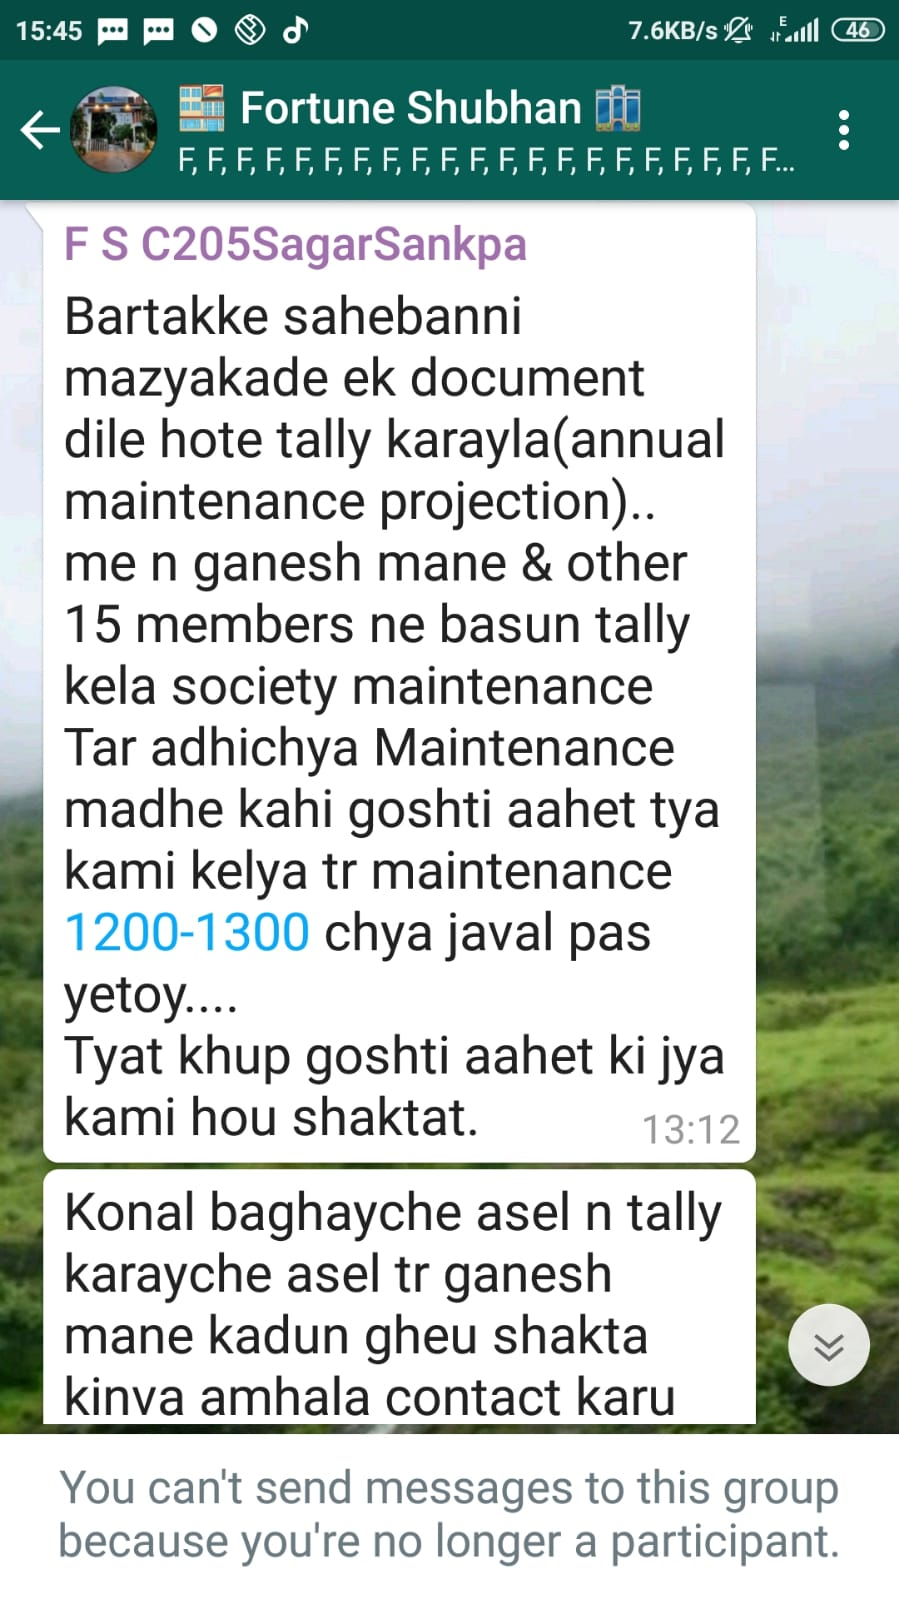 15:45
7.6KB/s E 46
Fortune Shubhan
F, F, F, F, F, F, F, F, F, F, F, F, F, F, F, F, F, F, F, F, F...
F S C205SagarSankpa
Bartakke sahebanni
mazyakade ek document
dile hote tally karayla(annual
maintenance projection)..
me n ganesh mane & other
15 members ne basun tally
kela society maintenance
Tar adhichya Maintenance
madhe kahi goshti aahet tya
kami kelya tr maintenance
1200-1300 chya javal pas
yetoy....
Tyat khup goshti aahet ki jya
kami hou shaktat.
13:12
Konal baghayche asel n tally
karayche asel tr ganesh
mane kadun gheu shakta
kinva amhala contact karu
You can't send messages to this group
because you're no longer a participant.